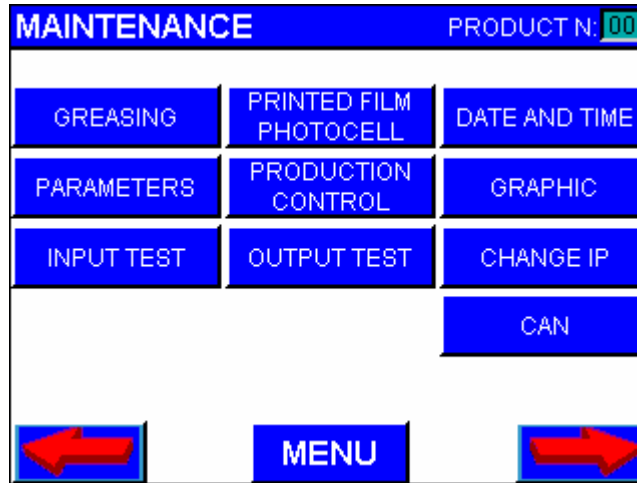 MAINTENANCE PRODUCT N: 00
GREASING
PRINTED FILM
PHOTOCELL
DATE AND TIME
PARAMETERS
PRODUCTION
CONTROL
GRAPHIC
INPUT TEST
OUTPUT TEST
CHANGE IP
CAN
MENU